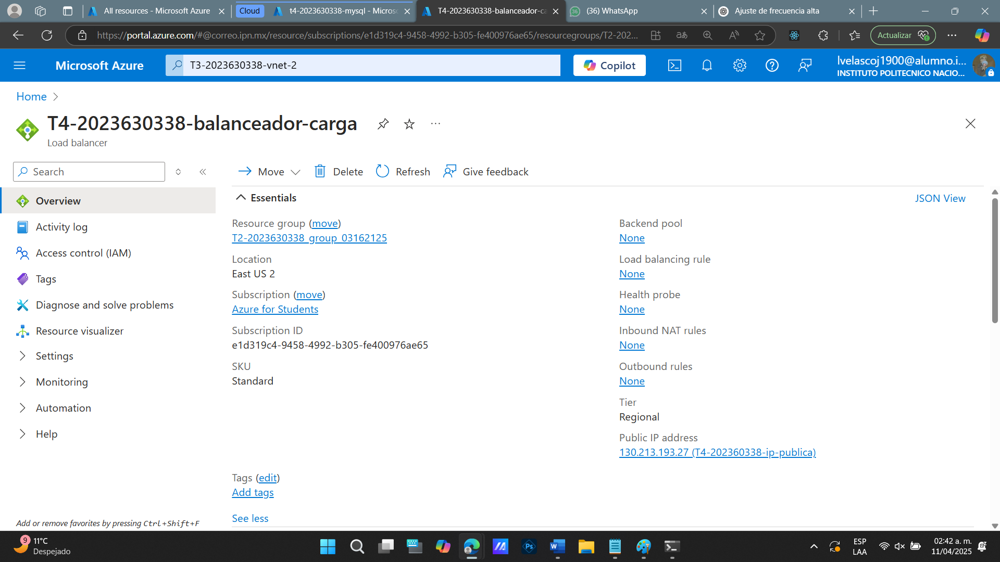 All resources - Microsoft Azure
Cloud
t4-2023630338-mysql - Micros
T4-2023630338-balanceador-ca
(36) WhatsApp
Ajuste de frecuencia alta
https://portal.azure.com/#@correo.ipn.mx/resource/subscriptions/e1d319c4-9458-4992-b305-fe400976ae65/resourcegroups/T2-202...
Actualizar
Microsoft Azure
T3-2023630338-vnet-2
Copilot
lvelascoj1900@alumno.i...
INSTITUTO POLITECNICO NACIO...
Home
T4-2023630338-balanceador-carga
Load balancer
Search
Move
Delete
Refresh
Give feedback
Overview
Activity log
Access control (IAM)
Tags
Diagnose and solve problems
Resource visualizer
Settings
Monitoring
Automation
Help
Add or remove favorites by pressing Ctrl+Shift+F
Essentials
JSON View
Resource group (move)
T2-2023630338_group_03162125
Location
East US 2
Subscription (move)
Azure for Students
Subscription ID
e1d319c4-9458-4992-b305-fe400976ae65
SKU
Standard
Backend pool
None
Load balancing rule
None
Health probe
None
Inbound NAT rules
None
Outbound rules
None
Tier
Regional
Public IP address
130.213.193.27 (T4-202360338-ip-publica)
Tags (edit)
Add tags
See less
9
11°C
Despejado
ESP
LAA
02:42 a. m.
11/04/2025